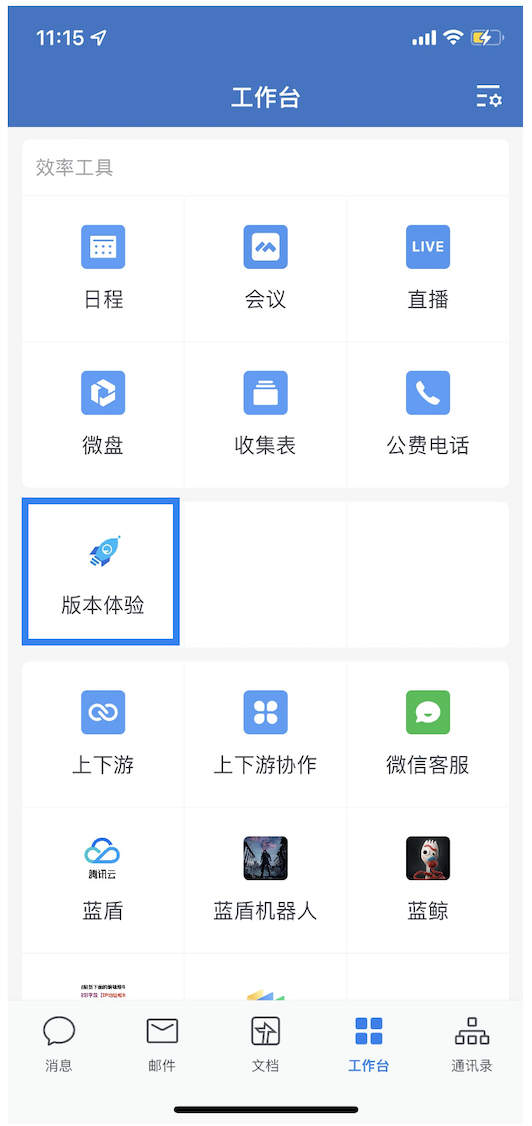 11:15
工作台
效率工具
日程
会议
LIVE
直播
微盘
收集表
公费电话
版本体验
上下游
上下游协作
微信客服
腾讯云
蓝盾
蓝盾机器人
蓝鲸
消息
邮件
文档
工作台
通讯录